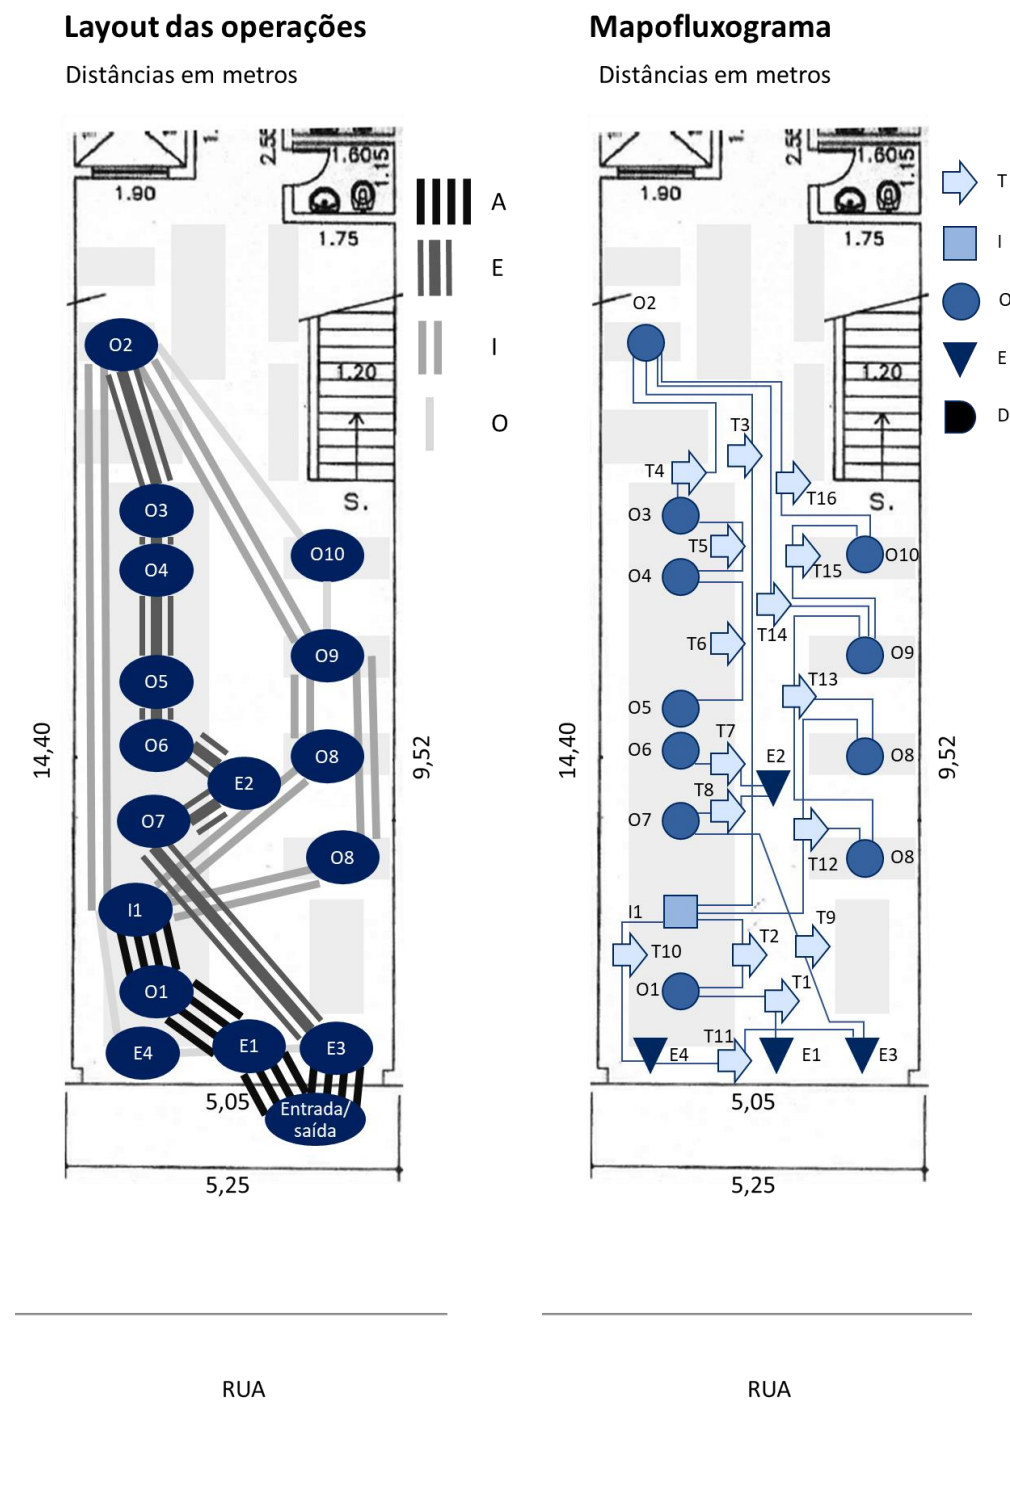 Layout das operações
Distâncias em metros
2.55
1.60
1.15
1.90
1.75
A
E
I
O
O2
1.20
S.
O3
O4
O10
O5
O9
O6
O8
E2
O7
O8
I1
O1
E4
E1
E3
Entrada/
saída
14,40
9,52
5,05
5,25
RUA
Mapofluxograma
Distâncias em metros
2.55
1.60
1.15
1.90
1.75
T
I
O
E
D
O2
1.20
T3
T4
T16
S.
O3
T5
O10
T15
O4
T14
T6
O9
T13
O5
T7
O6
E2
O8
T8
O7
T12
O8
I1
T9
T2
T10
O1
T1
T11
E4
E1
E3
14,40
9,52
5,05
5,25
RUA